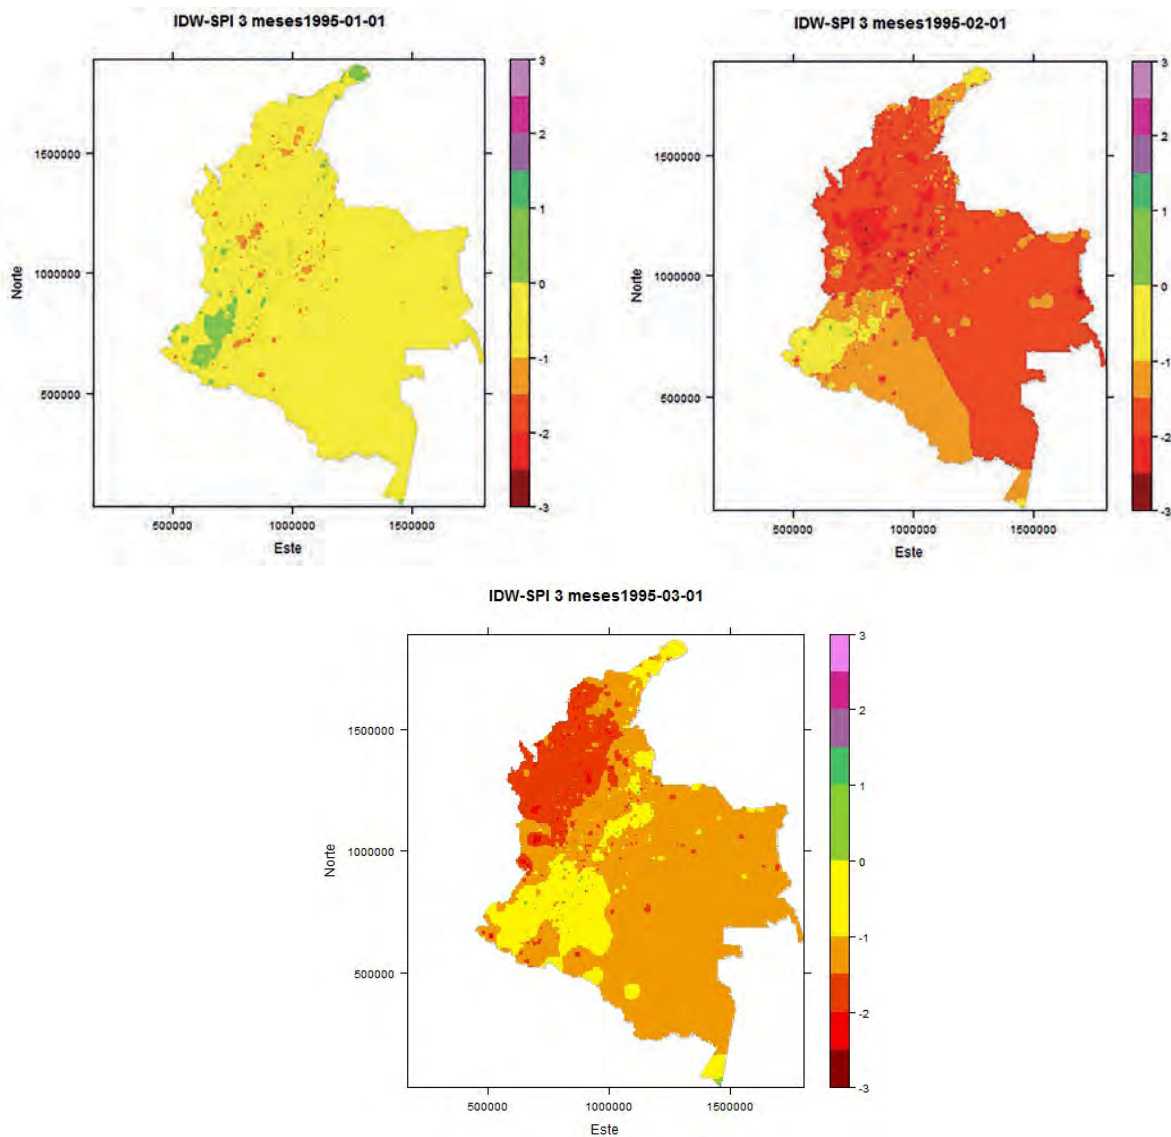 IDW-SPI 3 meses1995-01-01
3
2
1
0
-1
-2
-3
1500000
1000000
500000
Norte
500000 1000000 1500000
Este
IDW-SPI 3 meses1995-02-01
3
2
1
0
-1
-2
-3
1500000
1000000
500000
Norte
500000 1000000 1500000
Este
IDW-SPI 3 meses1995-03-01
3
2
1
0
-1
-2
-3
1500000
1000000
500000
Norte
500000 1000000 1500000
Este